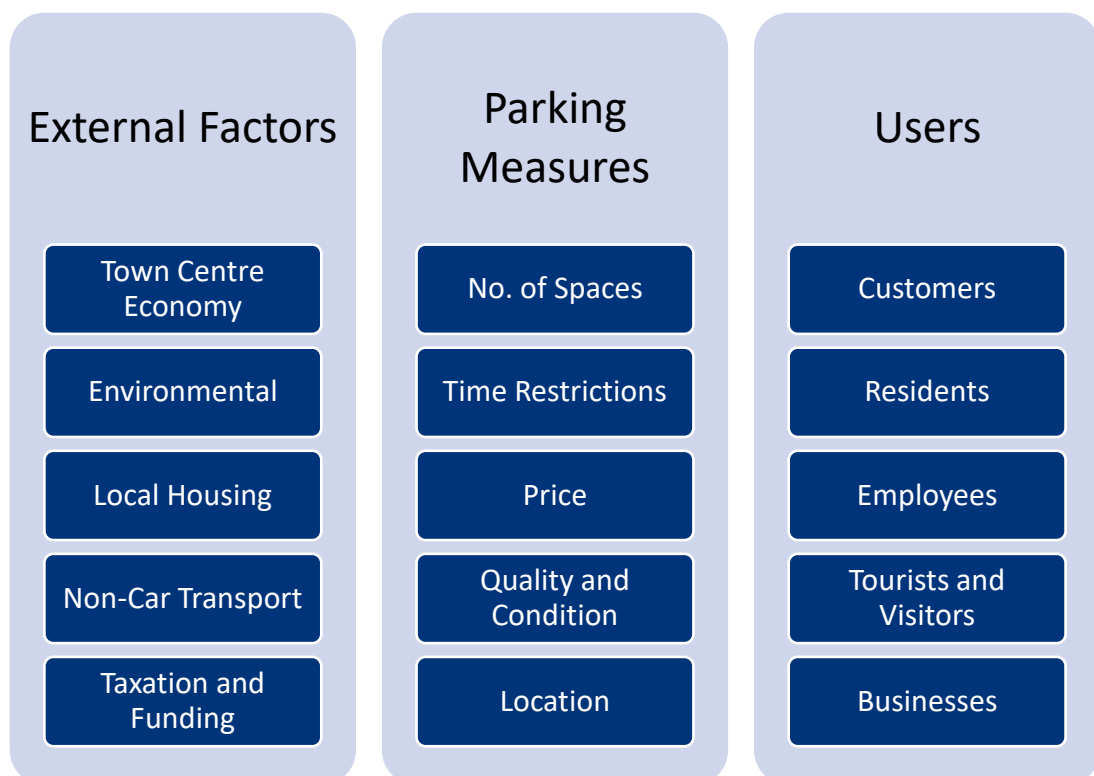 External Factors
Town Centre
Economy
Environmental
Local Housing
Non-Car Transport
Taxation and
Funding
Parking
Measures
No. of Spaces
Time Restrictions
Price
Quality and
Condition
Location
Users
Customers
Residents
Employees
Tourists and
Visitors
Businesses